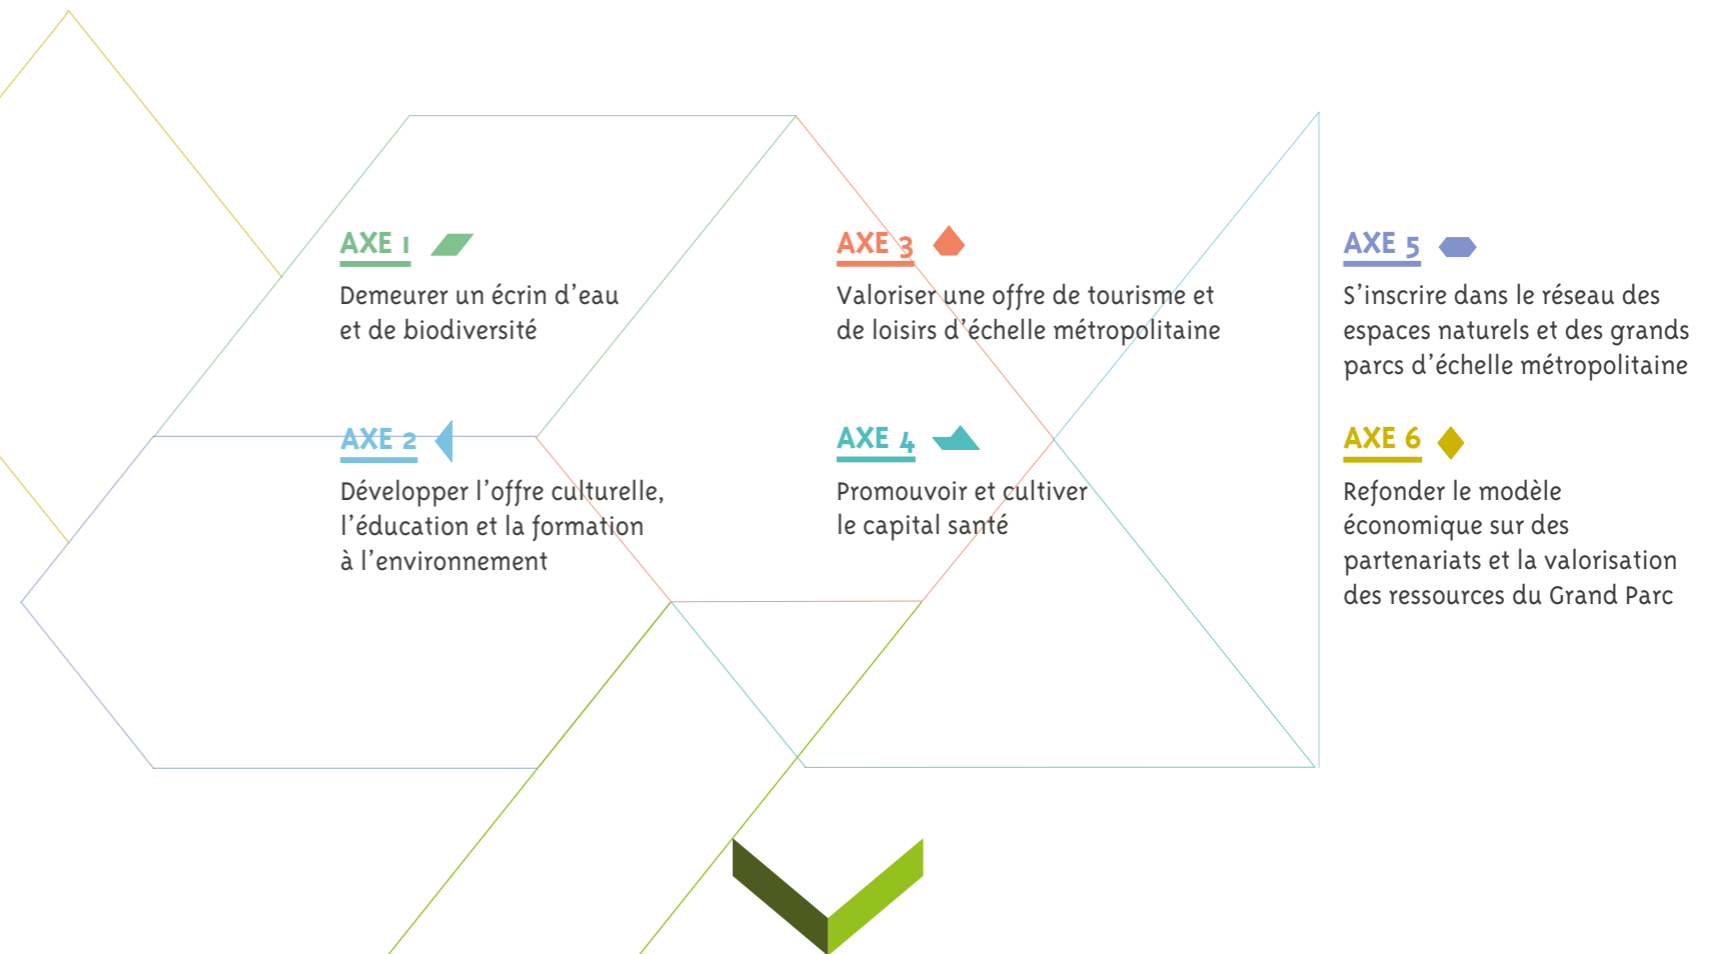 AXE 1
Demeurer un écrin d’eau
et de biodiversité
AXE 2
Développer l’offre culturelle,
l’éducation et la formation
à l’environnement
AXE 3
Valoriser une offre de tourisme et
de loisirs d’échelle métropolitaine
AXE 4
Promouvoir et cultiver
le capital santé
AXE 5
S’inscrire dans le réseau des
espaces naturels et des grands
parcs d’échelle métropolitaine
AXE 6
Refonder le modèle
économique sur des
partenariats et la valorisation
des ressources du Grand Parc